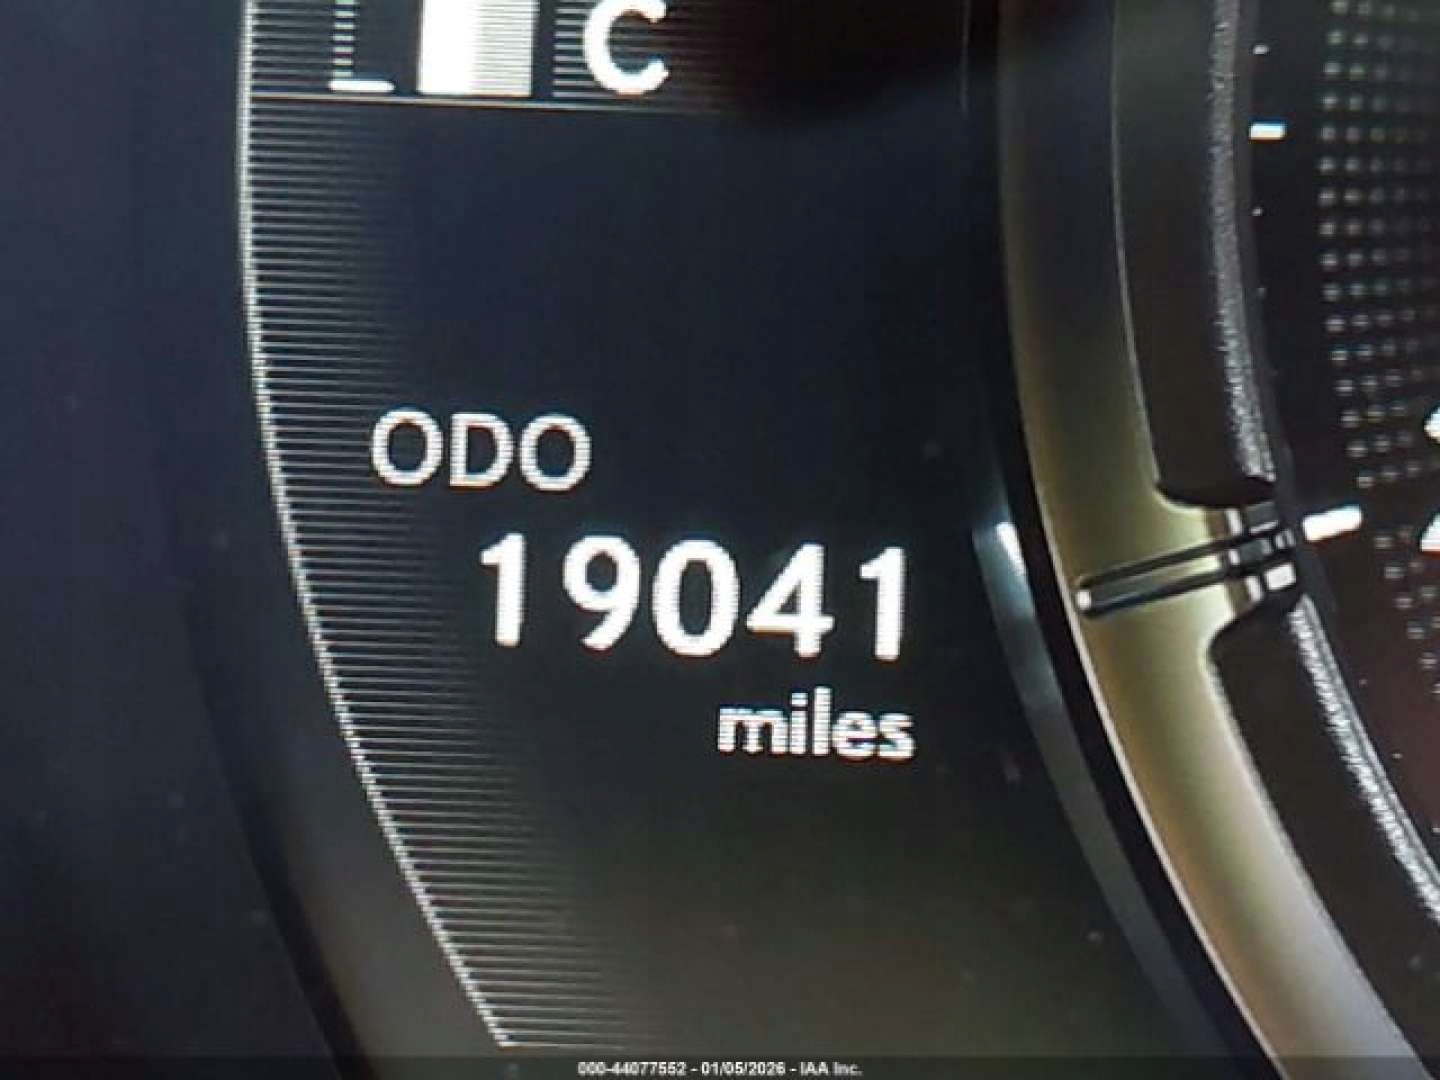 C
ODO
19041
miles
000-44077552 - 01/05/2026 - IAA Inc.